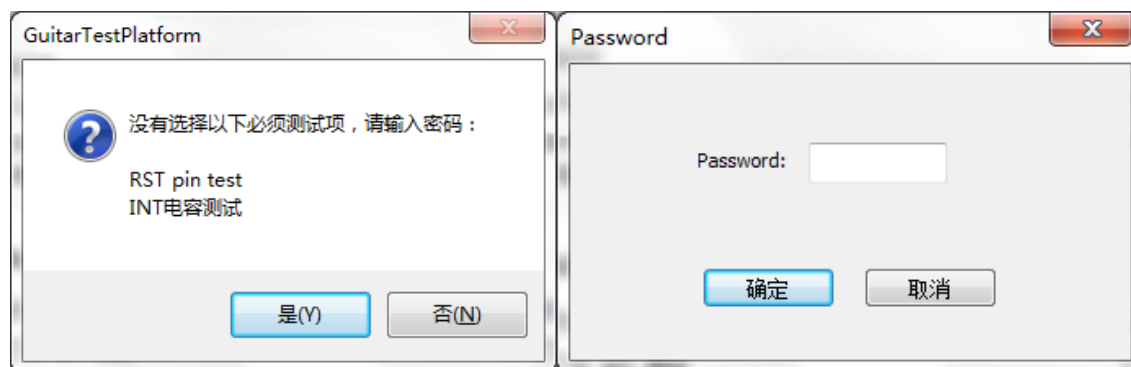 GuitarTestPlatform
没有选择以下必须测试项，请输入密码：
RST pin test
INT电容测试
是(Y)
否(N)
Password
Password:
确定
取消